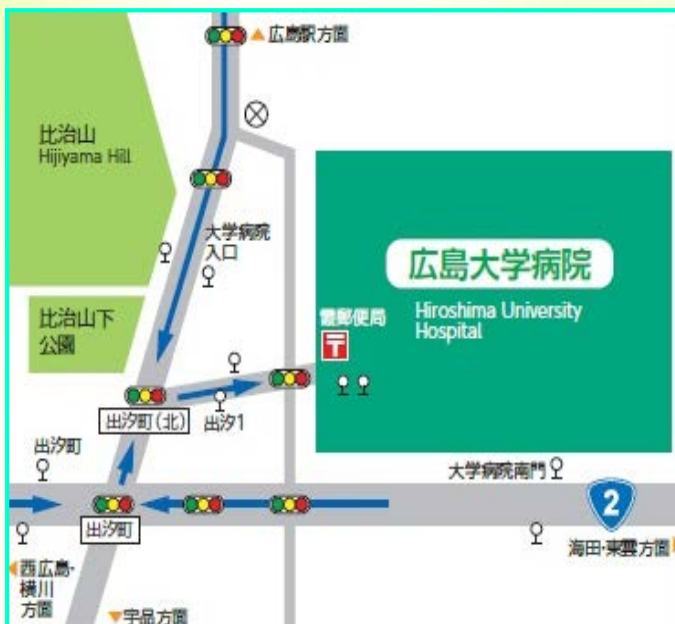 広島駅方面
比治山
Hijiyama Hill
大学病院
入口
広島大学病院
Hiroshima University
Hospital
霞郵便局
比治山下
公園
出汐町(北)
出汐1
出汐町
大学病院南門
2
出汐町
海田・東雲方面
西広島・
横川
方面
宇品方面